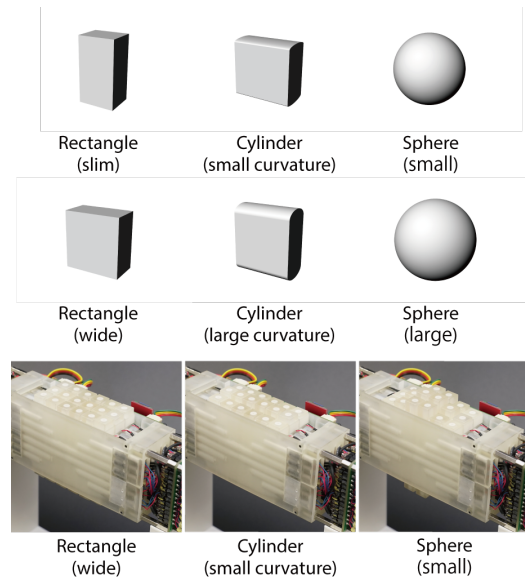 Rectangle Cylinder Sphere
(slim) (small curvature) (small)
Rectangle Cylinder Sphere
(wide) (large curvature) (large)
Rectangle Cylinder Sphere
(wide) (small curvature) (small)